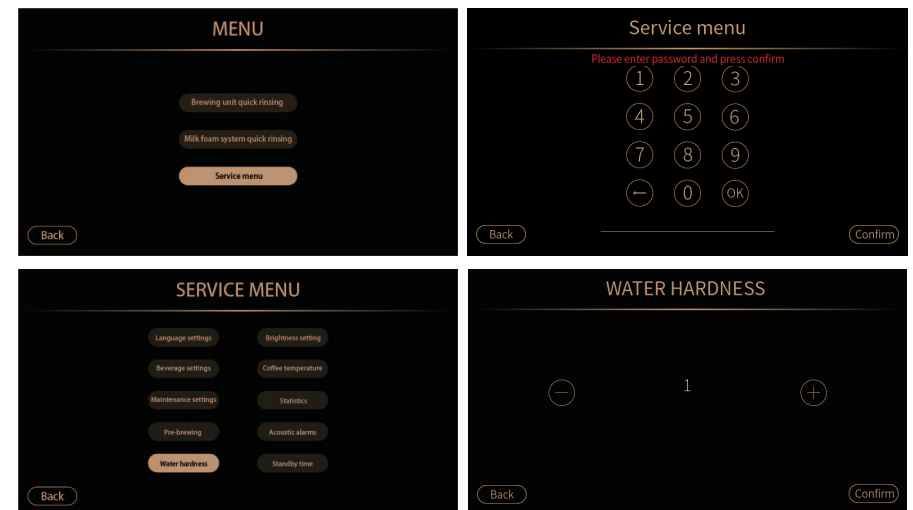 MENU
Brewing unit quick rinsing
Milk foam system quick rinsing
Service menu
Back
Service menu
Please enter password and press confirm
1 2 3
4 5 6
7 8 9
← 0 OK
Back Confirm
SERVICE MENU
Language settings Brightness setting
Beverage settings Coffee temperature
Maintenance settings Statistics
Pre-brewing Acoustic alarms
Water hardness Standby time
Back
WATER HARDNESS
− 1 +
Back Confirm